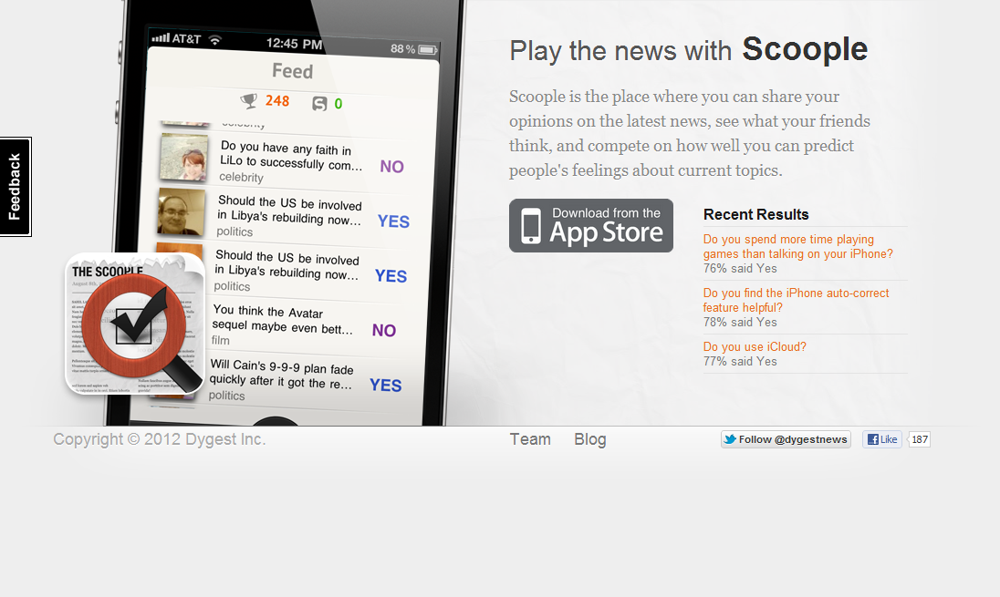 AT&T 12:45 PM 88 %
Feed
248 0
celebrity
Do you have any faith in
LiLo to successfully com...
NO
celebrity
Should the US be involved
in Libya's rebuilding now...
YES
politics
Should the US be involved
in Libya's rebuilding now...
YES
politics
You think the Avatar
sequel maybe even bett...
NO
film
Will Cain's 9-9-9 plan fade
quickly after it got the re...
YES
politics
Feedback
THE SCOOPLE
Play the news with Scoople
Scoople is the place where you can share your
opinions on the latest news, see what your friends
think, and compete on how well you can predict
people's feelings about current topics.
Download from the
App Store
Recent Results
Do you spend more time playing
games than talking on your iPhone?
76% said Yes
Do you find the iPhone auto-correct
feature helpful?
78% said Yes
Do you use iCloud?
77% said Yes
Copyright © 2012 Dygest Inc.
Team Blog
Follow @dygestnews
Like 187